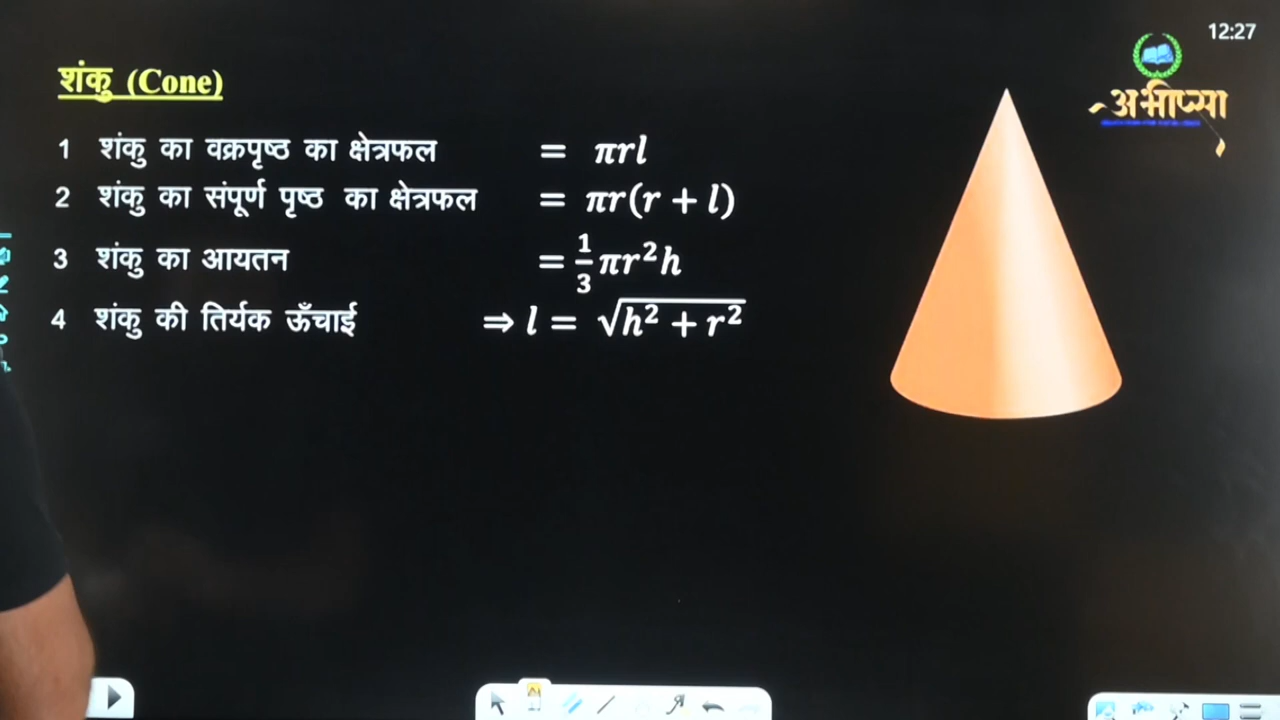 12:27
अभीप्सा
शंकु (Cone)
1 शंकु का वक्रपृष्ठ का क्षेत्रफल = πrl
2 शंकु का संपूर्ण पृष्ठ का क्षेत्रफल = πr(r + l)
3 शंकु का आयतन = \frac{1}{3}πr²h
4 शंकु की तिर्यक ऊँचाई ⇒ l = √(h² + r²)